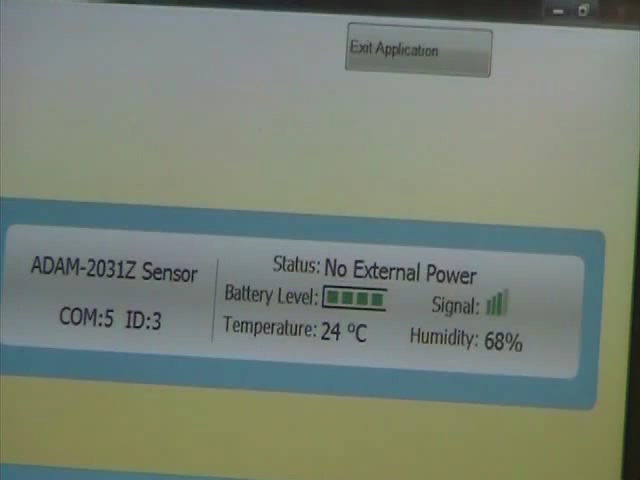 Exit Application
ADAM-2031Z Sensor
COM:5 ID:3
Status: No External Power
Battery Level:
Signal:
Temperature: 24 ºC
Humidity: 68%